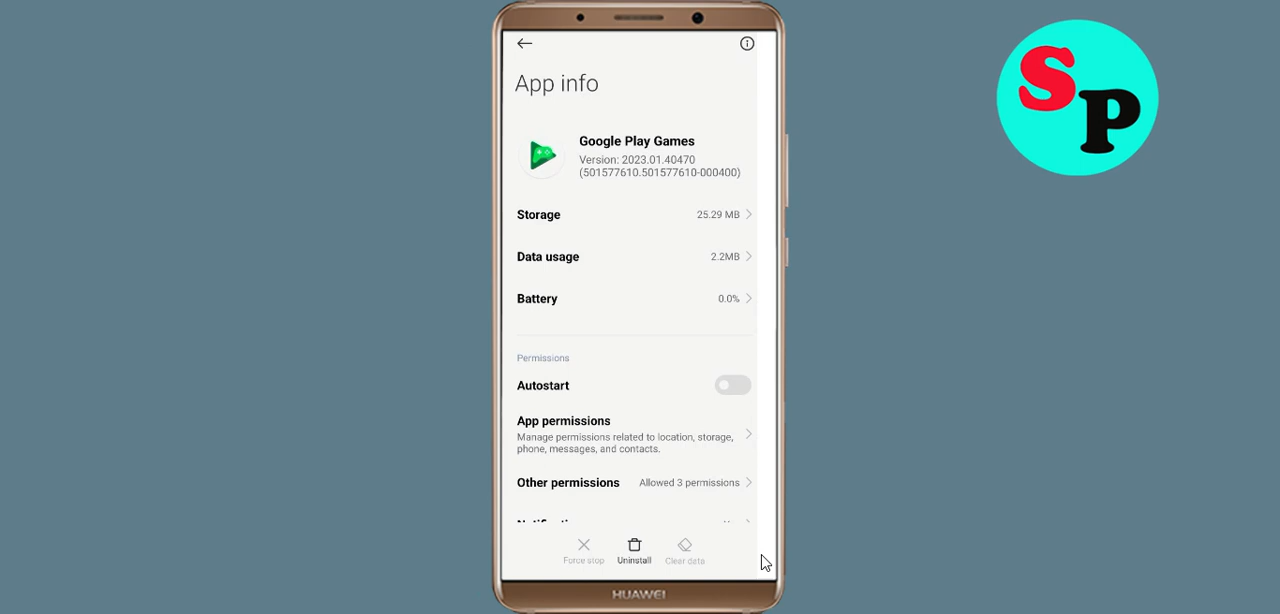 SP
App info
Google Play Games
Version: 2023.01.40470
(501577610.501577610-000400)
Storage 25.29 MB
Data usage 2.2MB
Battery 0.0%
Permissions
Autostart
App permissions
Manage permissions related to location, storage,
phone, messages, and contacts.
Other permissions Allowed 3 permissions
Force stop Uninstall Clear data
HUAWEI